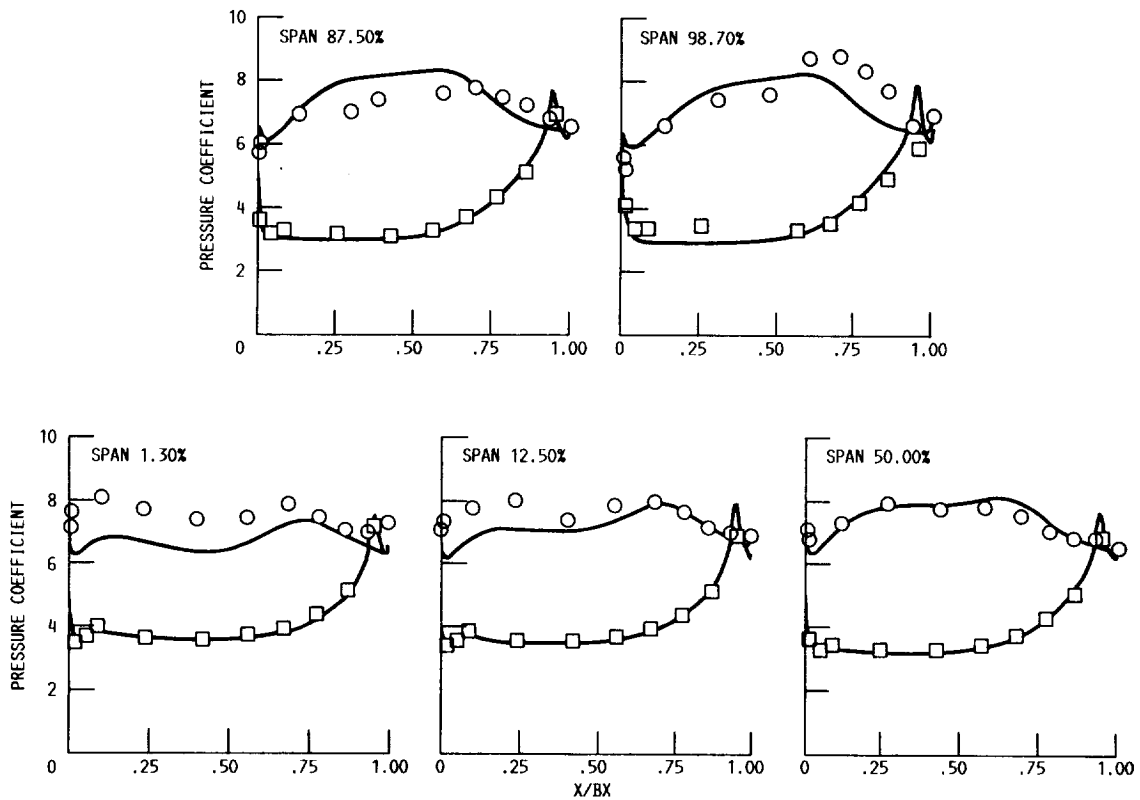 10
8
6
4
2
PRESSURE COEFFICIENT
SPAN 87.50%
0 .25 .50 .75 1.00
SPAN 98.70%
0 .25 .50 .75 1.00
10
8
6
4
2
PRESSURE COEFFICIENT
SPAN 1.30%
0 .25 .50 .75 1.00
SPAN 12.50%
0 .25 .50 .75 1.00
X/BX
SPAN 50.00%
0 .25 .50 .75 1.00